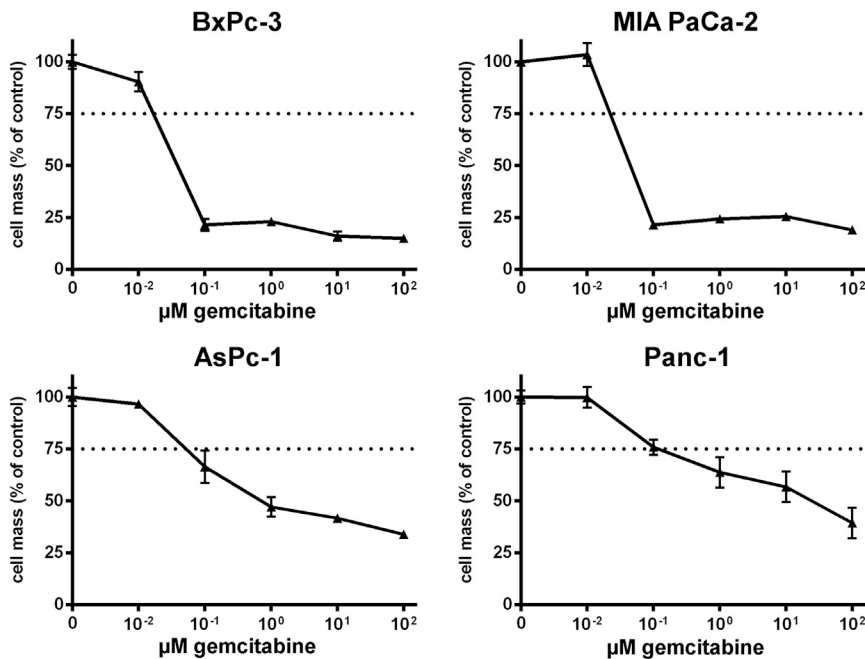 BxPc-3
cell mass (% of control)
100
75
50
25
0
0 10⁻² 10⁻¹ 10⁰ 10¹ 10²
µM gemcitabine
MIA PaCa-2
cell mass (% of control)
100
75
50
25
0
0 10⁻² 10⁻¹ 10⁰ 10¹ 10²
µM gemcitabine
AsPc-1
cell mass (% of control)
100
75
50
25
0
0 10⁻² 10⁻¹ 10⁰ 10¹ 10²
µM gemcitabine
Panc-1
cell mass (% of control)
100
75
50
25
0
0 10⁻² 10⁻¹ 10⁰ 10¹ 10²
µM gemcitabine